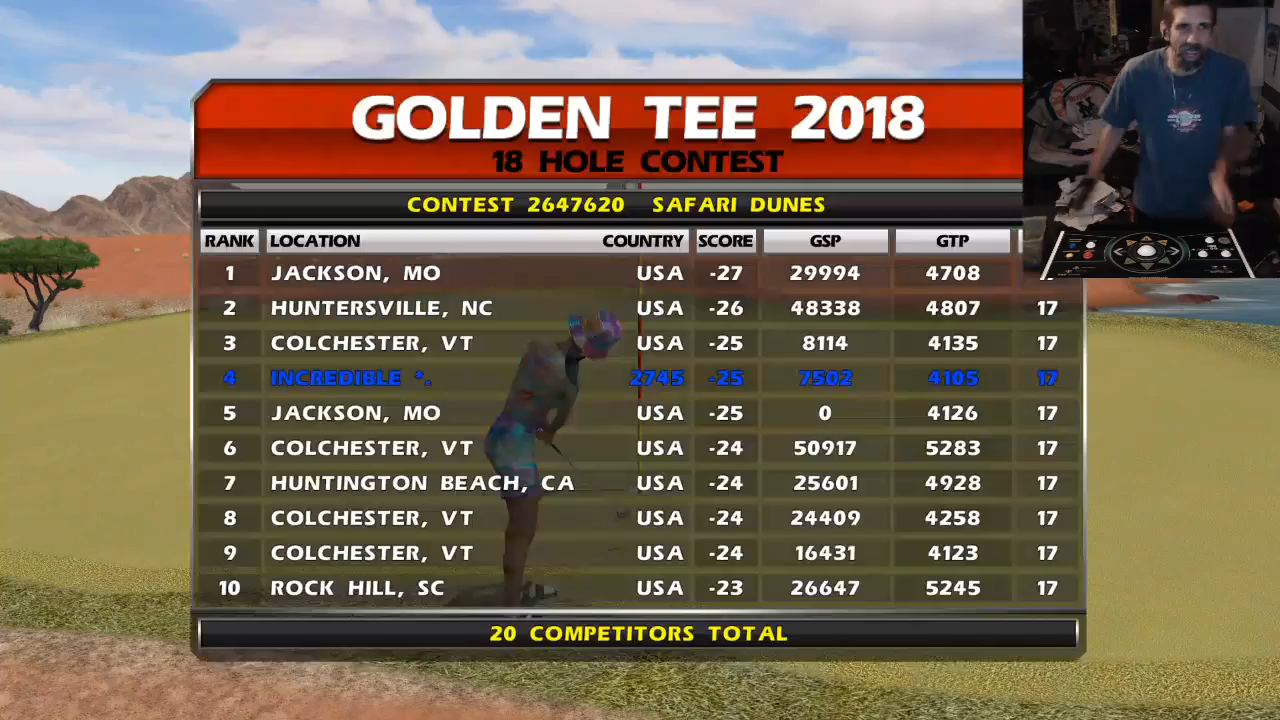 GOLDEN TEE 2018
18 HOLE CONTEST
CONTEST 2647620 SAFARI DUNES
RANK LOCATION COUNTRY SCORE GSP GTP
1 JACKSON, MO USA -27 29994 4708
2 HUNTERSVILLE, NC USA -26 48338 4807 17
3 COLCHESTER, VT USA -25 8114 4135 17
4 INCREDIBLE *. 2745 -25 7502 4105 17
5 JACKSON, MO USA -25 0 4126 17
6 COLCHESTER, VT USA -24 50917 5283 17
7 HUNTINGTON BEACH, CA USA -24 25601 4928 17
8 COLCHESTER, VT USA -24 24409 4258 17
9 COLCHESTER, VT USA -24 16431 4123 17
10 ROCK HILL, SC USA -23 26647 5245 17
20 COMPETITORS TOTAL